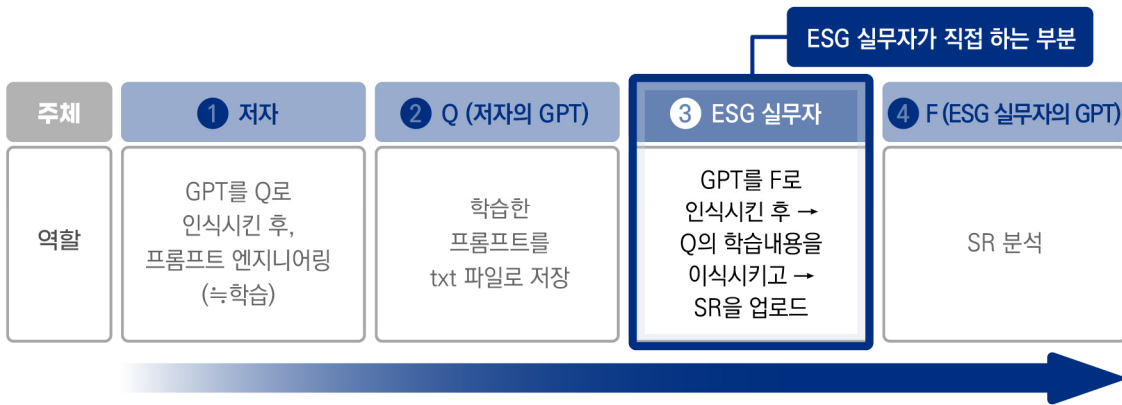 ESG 실무자가 직접 하는 부분
주체
1 저자
2 Q (저자의 GPT)
3 ESG 실무자
4 F (ESG 실무자의 GPT)
역할
GPT를 Q로
인식시킨 후,
프롬프트 엔지니어링
(≒학습)
학습한
프롬프트를
txt 파일로 저장
GPT를 F로
인식시킨 후 →
Q의 학습내용을
이식시키고 →
SR을 업로드
SR 분석